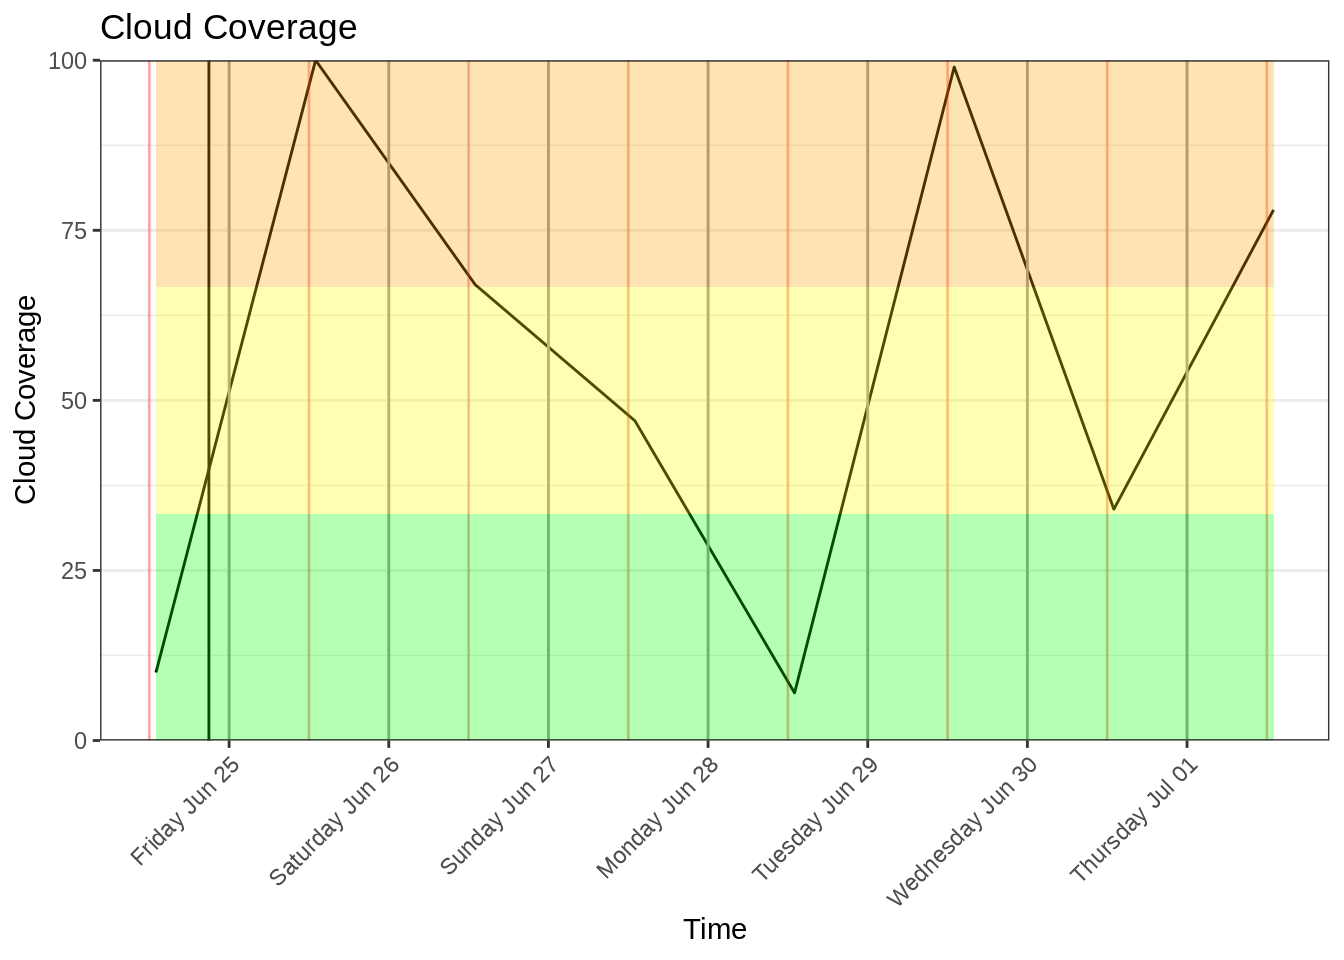 Cloud Coverage
100
75
50
25
0
Cloud Coverage
Friday Jun 25
Saturday Jun 26
Sunday Jun 27
Monday Jun 28
Tuesday Jun 29
Wednesday Jun 30
Thursday Jul 01
Time